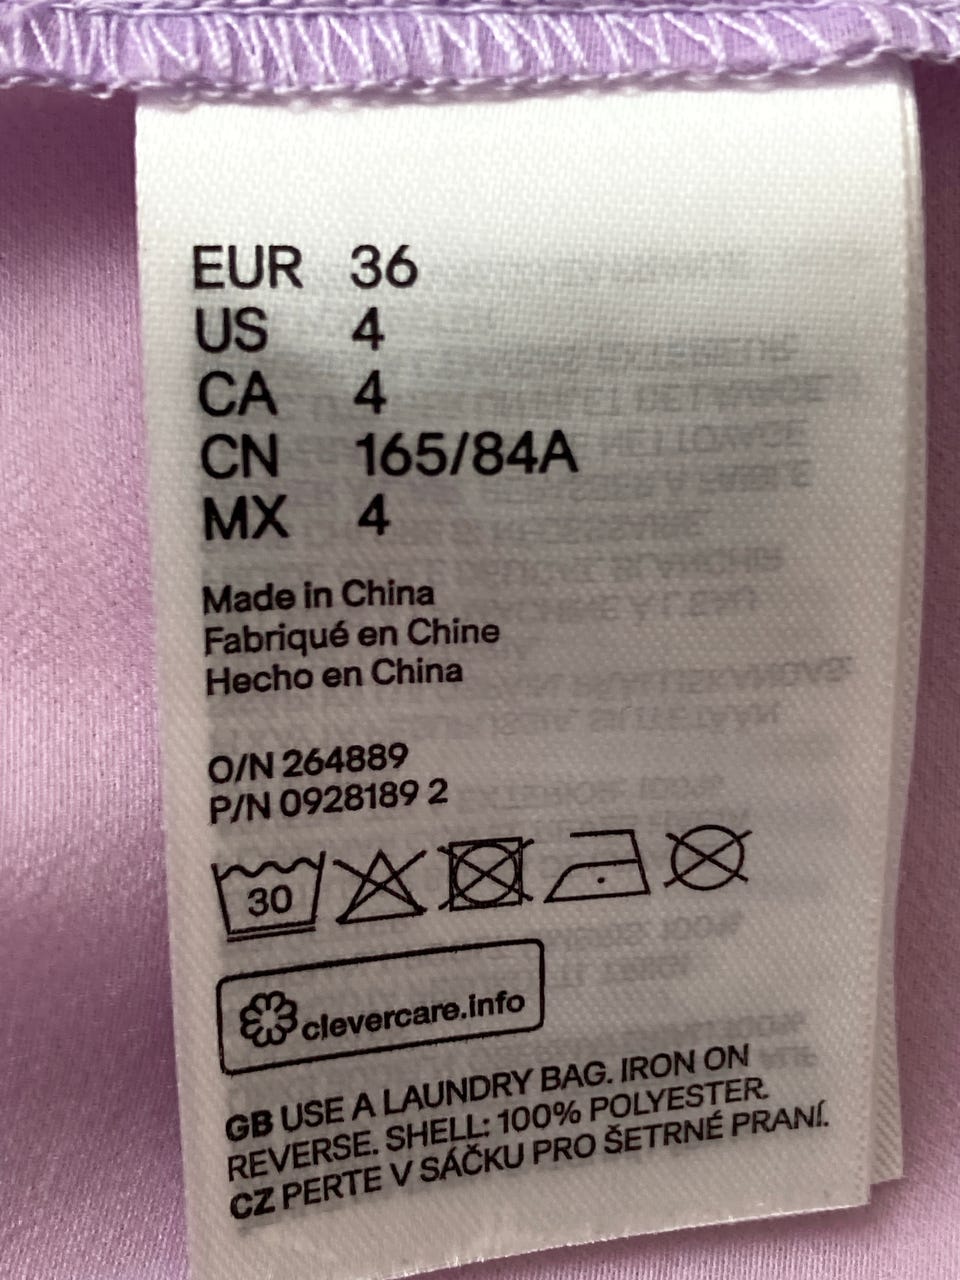 EUR 36
US 4
CA 4
CN 165/84A
MX 4
Made in China
Fabriqué en Chine
Hecho en China
O/N 264889
P/N 0928189 2
30
clevercare.info
GB USE A LAUNDRY BAG. IRON ON
REVERSE. SHELL: 100% POLYESTER.
CZ PERTE V SÁČKU PRO ŠETRNÉ PRANÍ.